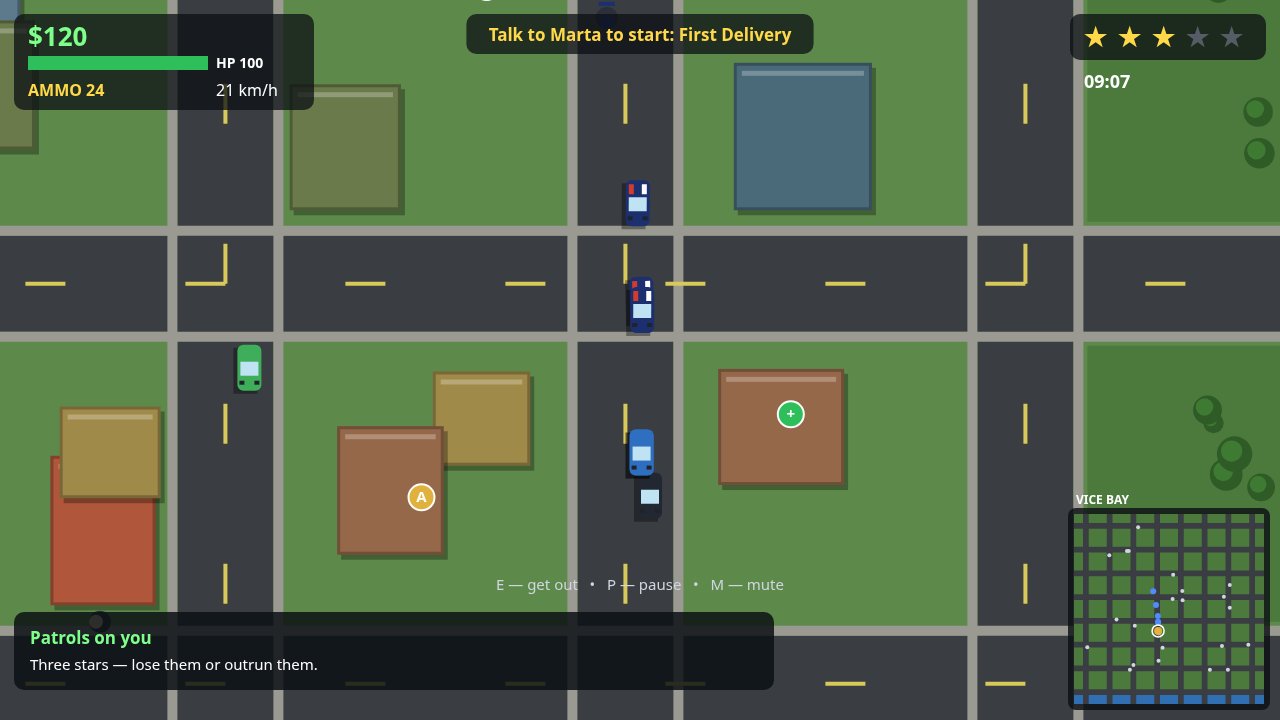 $120
HP 100
AMMO 24
21 km/h
Talk to Marta to start: First Delivery
09:07
+
A
E — get out • P — pause • M — mute
Patrols on you
Three stars — lose them or outrun them.
VICE BAY